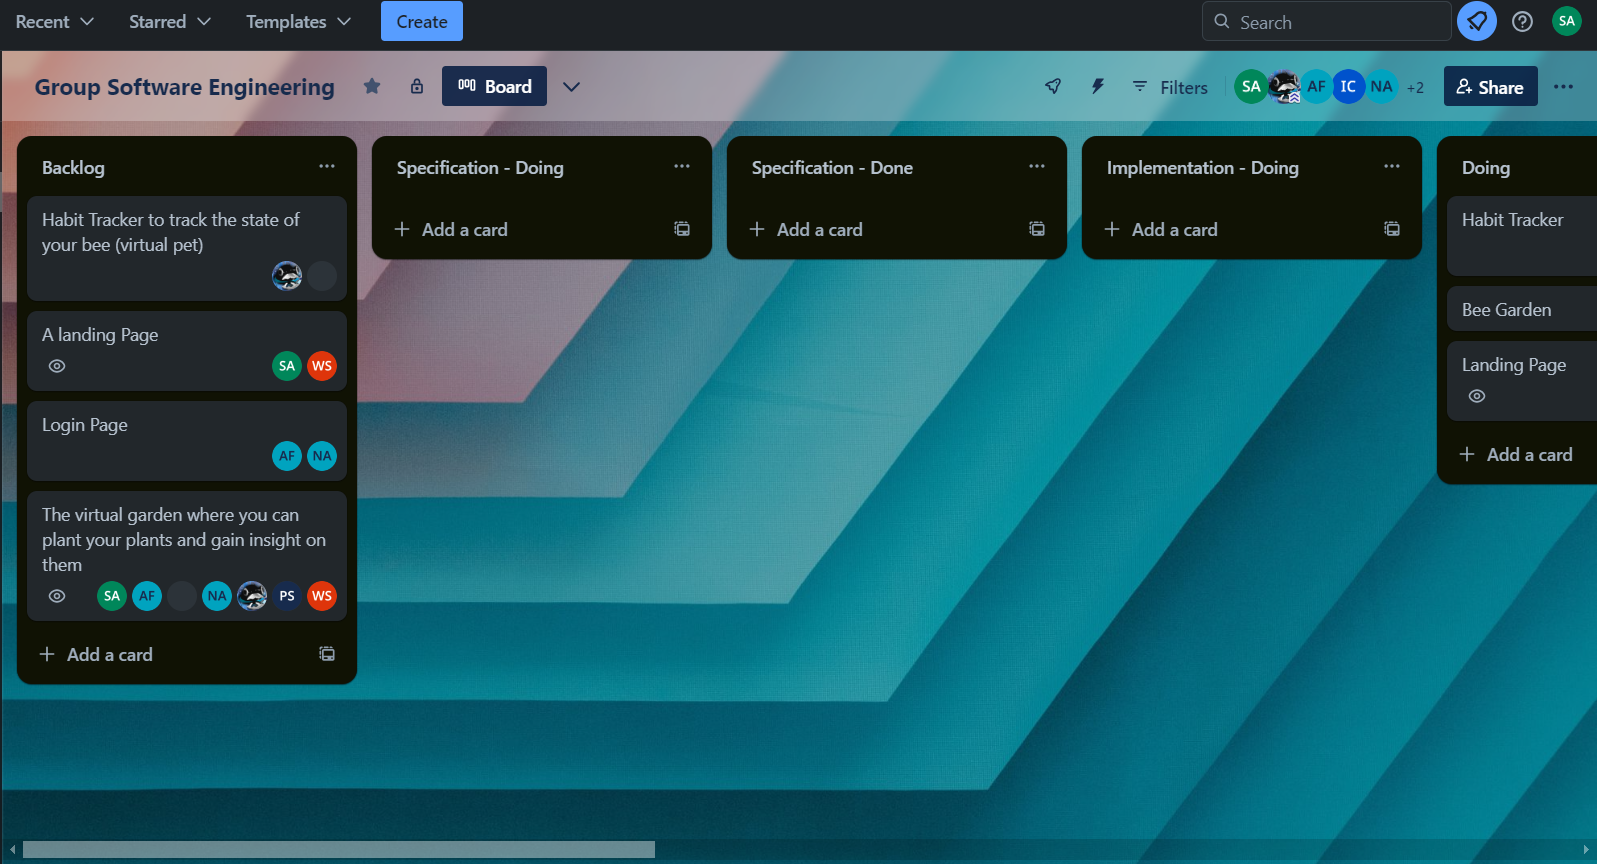 Recent
Starred
Templates
Create
Search
SA
Group Software Engineering
Board
Filters
SA
AF
IC
NA
+2
Share
Backlog
Habit Tracker to track the state of
your bee (virtual pet)
A landing Page
SA WS
Login Page
AF NA
The virtual garden where you can
plant your plants and gain insight on
them
SA AF NA PS WS
Add a card
Specification - Doing
Add a card
Specification - Done
Add a card
Implementation - Doing
Add a card
Doing
Habit Tracker
Bee Garden
Landing Page
Add a card